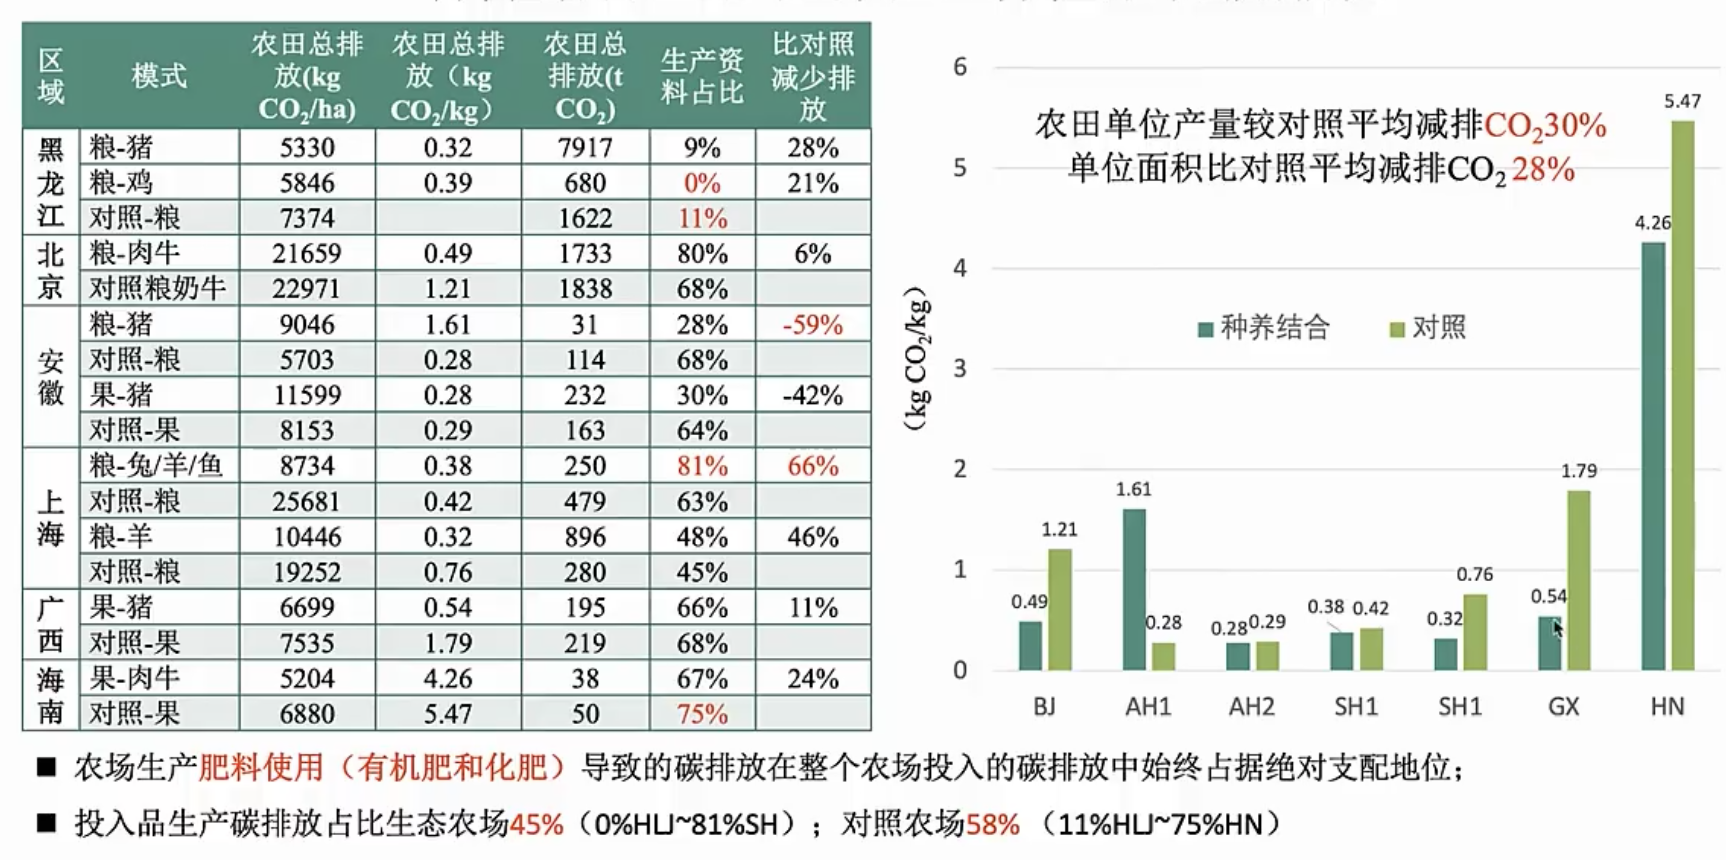 区域 模式 农田总排放(kg CO₂/ha) 农田总排放（kg CO₂/kg） 农田总排放(t CO₂) 生产资料占比 比对照减少排放
黑龙江 粮-猪 5330 0.32 7917 9% 28%
粮-鸡 5846 0.39 680 0% 21%
对照-粮 7374 1622 11%
北京 粮-肉牛 21659 0.49 1733 80% 6%
对照粮奶牛 22971 1.21 1838 68%
安徽 粮-猪 9046 1.61 31 28% -59%
对照-粮 5703 0.28 114 68%
果-猪 11599 0.28 232 30% -42%
对照-果 8153 0.29 163 64%
上海 粮-兔/羊/鱼 8734 0.38 250 81% 66%
对照-粮 25681 0.42 479 63%
粮-羊 10446 0.32 896 48% 46%
对照-粮 19252 0.76 280 45%
广西 果-猪 6699 0.54 195 66% 11%
对照-果 7535 1.79 219 68%
海南 果-肉牛 5204 4.26 38 67% 24%
对照-果 6880 5.47 50 75%
农田单位产量较对照平均减排CO₂30%
单位面积比对照平均减排CO₂ 28%
种养结合 对照
（kg CO₂/kg）
6
5
4
3
2
1
0
0.49 1.21
1.61 0.28
0.28 0.29
0.38 0.42
0.32 0.76
0.54 1.79
4.26 5.47
BJ AH1 AH2 SH1 SH1 GX HN
■ 农场生产肥料使用（有机肥和化肥）导致的碳排放在整个农场投入的碳排放中始终占据绝对支配地位；
■ 投入品生产碳排放占比生态农场45%（0%HLJ~81%SH）；对照农场58%（11%HLJ~75%HN）